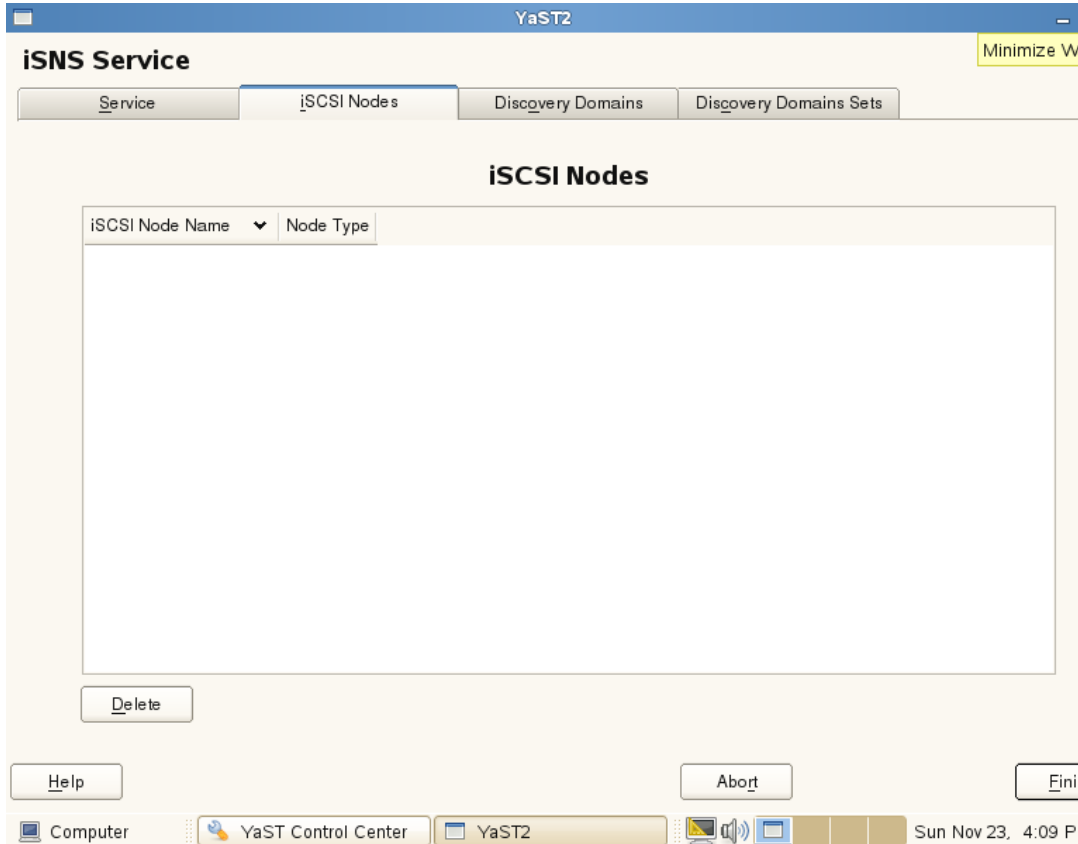 YaST2
iSNS Service
Minimize W
Service iSCSI Nodes Discovery Domains Discovery Domains Sets
iSCSI Nodes
iSCSI Node Name Node Type
Delete
Help Abort Fini
Computer YaST Control Center YaST2 Sun Nov 23, 4:09 P